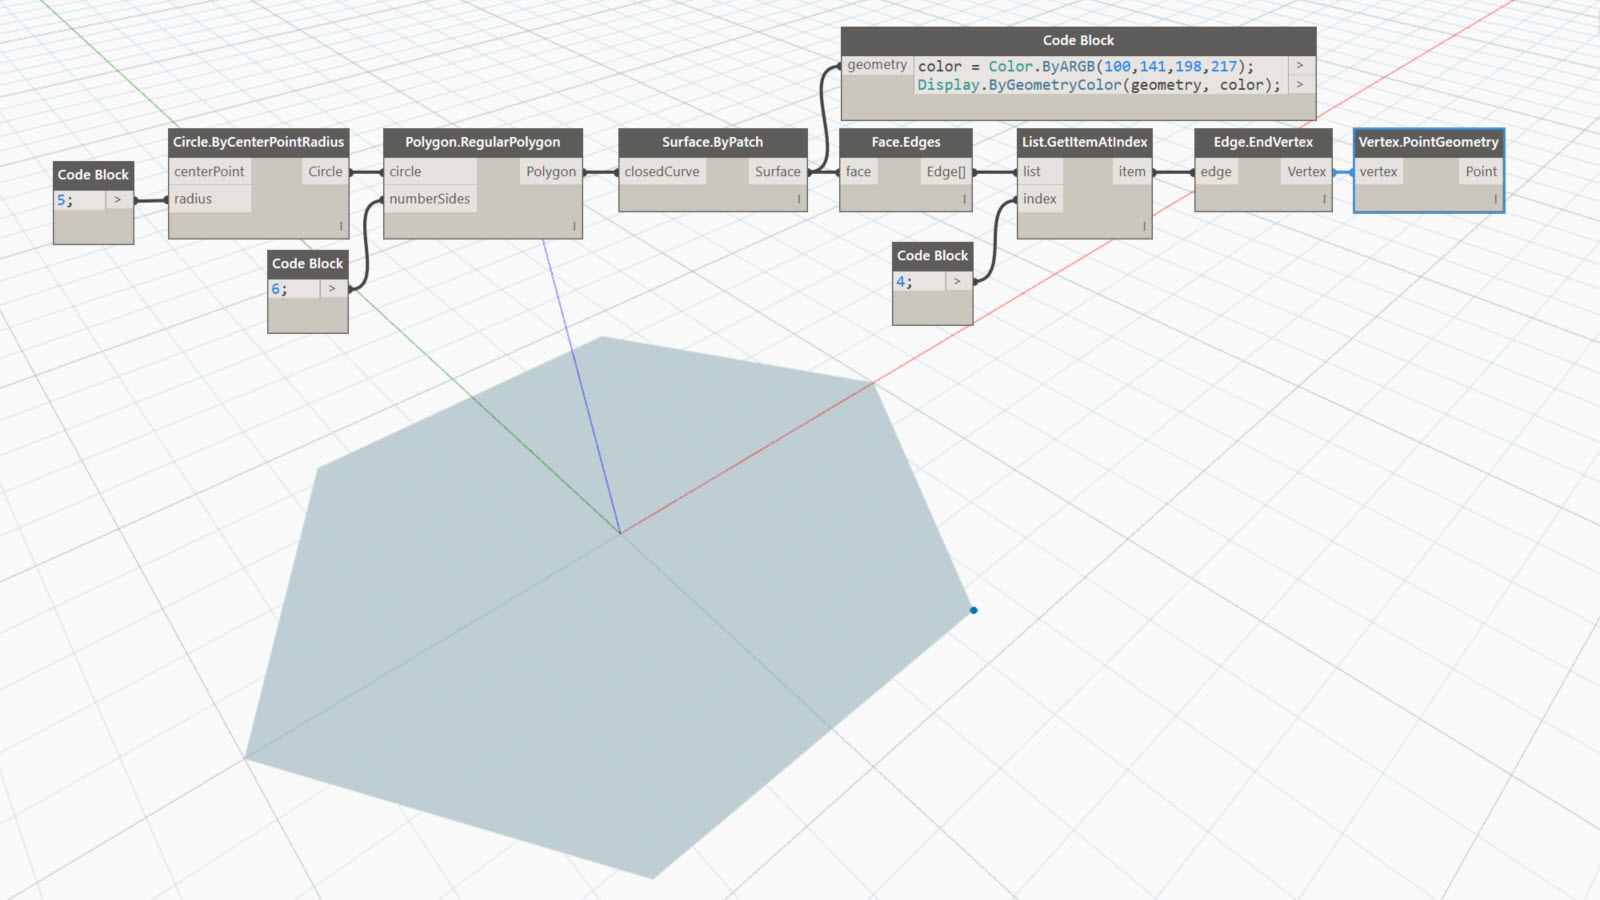 Code Block
geometry
color = Color.ByARGB(100,141,198,217);
>
Display.ByGeometryColor(geometry, color);
>
Code Block
5;
>
Circle.ByCenterPointRadius
centerPoint
Circle
radius
|
Code Block
6;
>
Polygon.RegularPolygon
circle
Polygon
numberSides
|
Surface.ByPatch
closedCurve
Surface
|
Face.Edges
face
Edge[]
|
Code Block
4;
>
List.GetItemAtIndex
list
item
index
|
Edge.EndVertex
edge
Vertex
|
Vertex.PointGeometry
vertex
Point
|